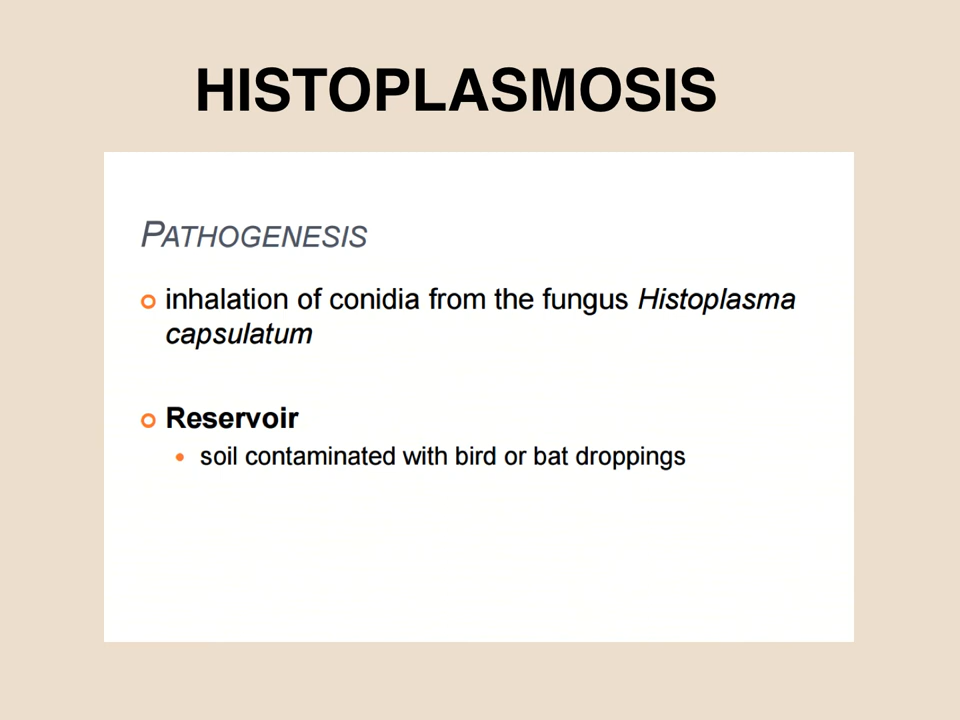 HISTOPLASMOSIS
PATHOGENESIS
inhalation of conidia from the fungus Histoplasma
capsulatum
Reservoir
soil contaminated with bird or bat droppings